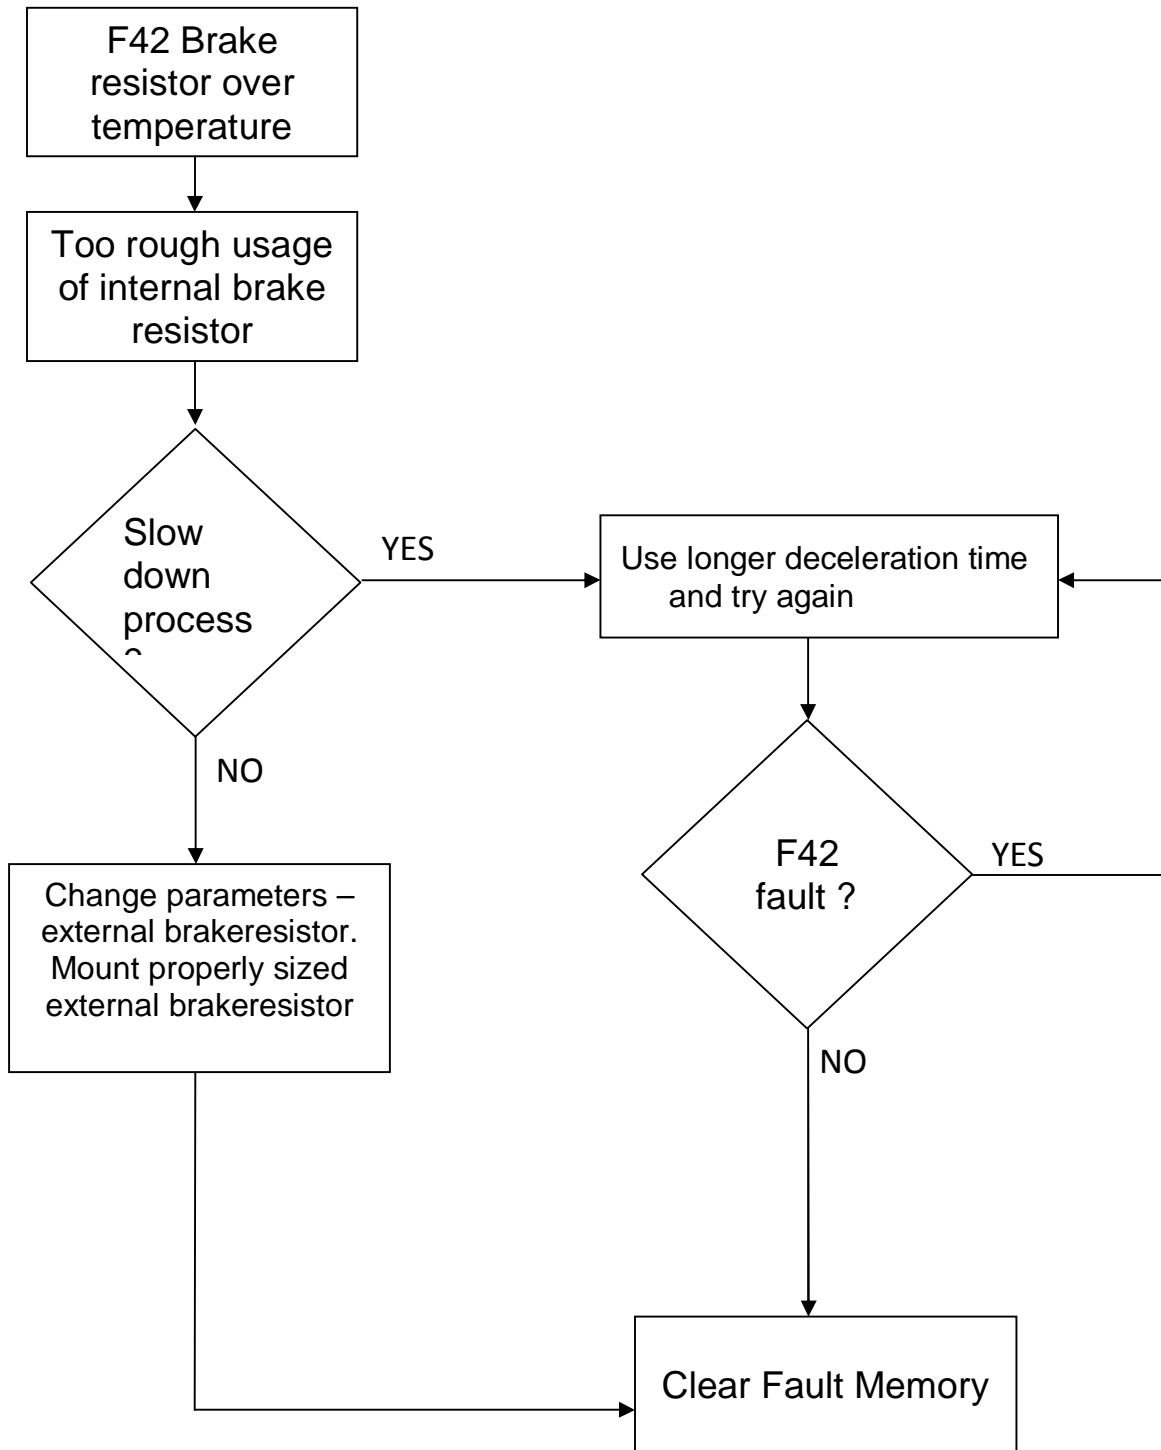 F42 Brake
resistor over
temperature
Too rough usage
of internal brake
resistor
Slow
down
process
YES
Use longer deceleration time
and try again
NO
F42
fault ?
YES
Change parameters –
external brakeresistor.
Mount properly sized
external brakeresistor
NO
Clear Fault Memory